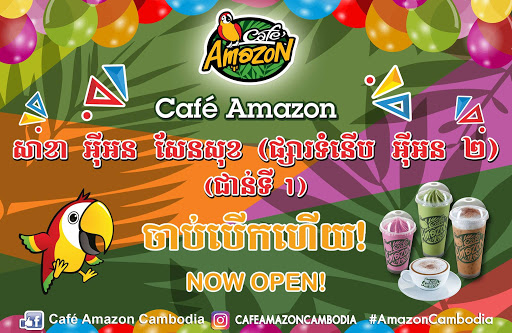 Café
AmazoN
Café Amazon
សាខា អ៊ីអន សែនសុខ (ផ្សារទំនើប អ៊ីអន ២)
(ជាន់ទី 1)
ចាប់បើកហើយ!
NOW OPEN!
Café Amazon Cambodia CAFEAMAZONCAMBODIA #AmazonCambodia